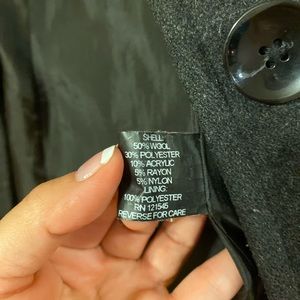 SHELL:
50% WOOL
30% POLYESTER
10% ACRYLIC
5% RAYON
5% NYLON
LINING:
100% POLYESTER
RN 121545
REVERSE FOR CARE